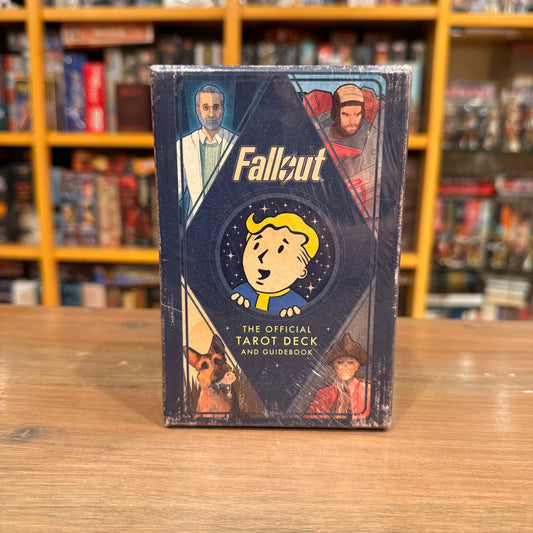 Fallout
THE OFFICIAL
TAROT DECK
AND GUIDEBOOK